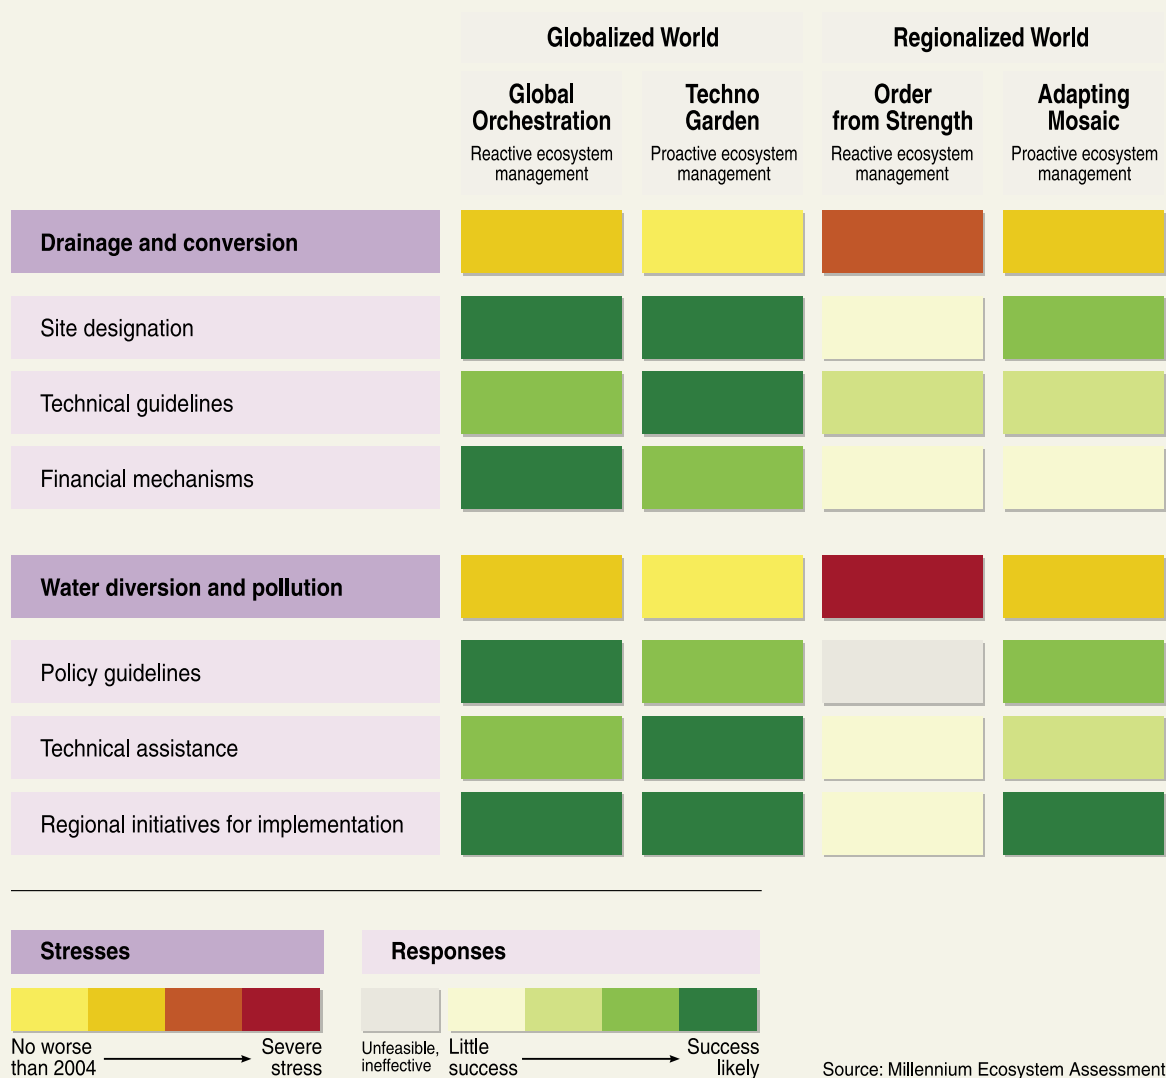 Globalized World
Regionalized World
Global
Orchestration
Reactive ecosystem
management
Techno
Garden
Proactive ecosystem
management
Order
from Strength
Reactive ecosystem
management
Adapting
Mosaic
Proactive ecosystem
management
Drainage and conversion
Site designation
Technical guidelines
Financial mechanisms
Water diversion and pollution
Policy guidelines
Technical assistance
Regional initiatives for implementation
Stresses
No worse
than 2004
Severe
stress
Responses
Unfeasible,
ineffective
Little
success
Success
likely
Source: Millennium Ecosystem Assessment